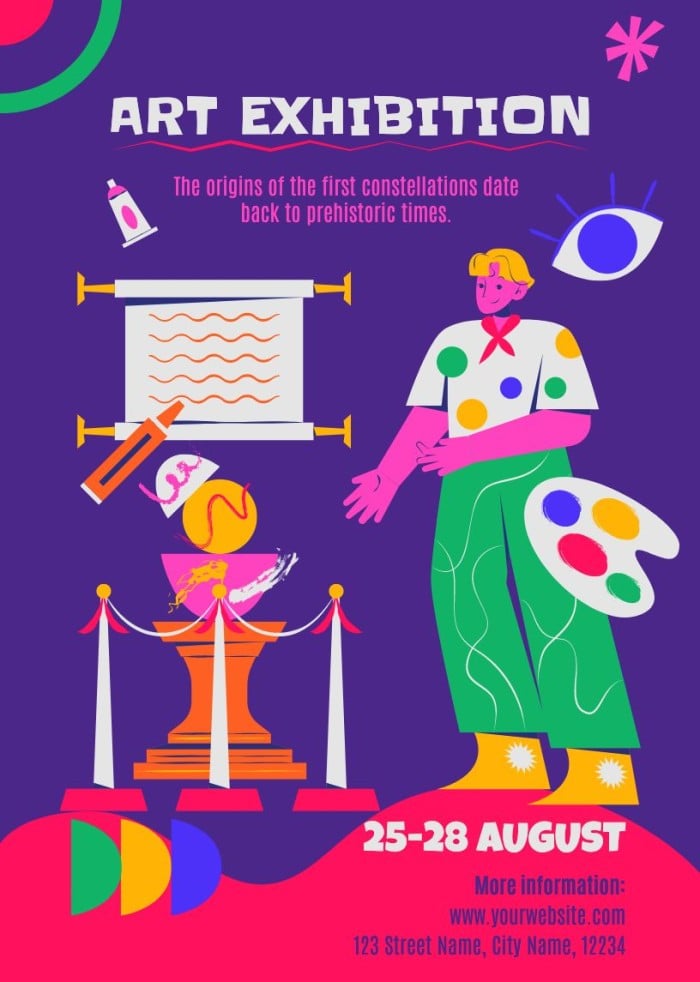 ART EXHIBITION
The origins of the first constellations date
back to prehistoric times.
25-28 AUGUST
More information:
www.yourwebsite.com
123 Street Name, City Name, 12234